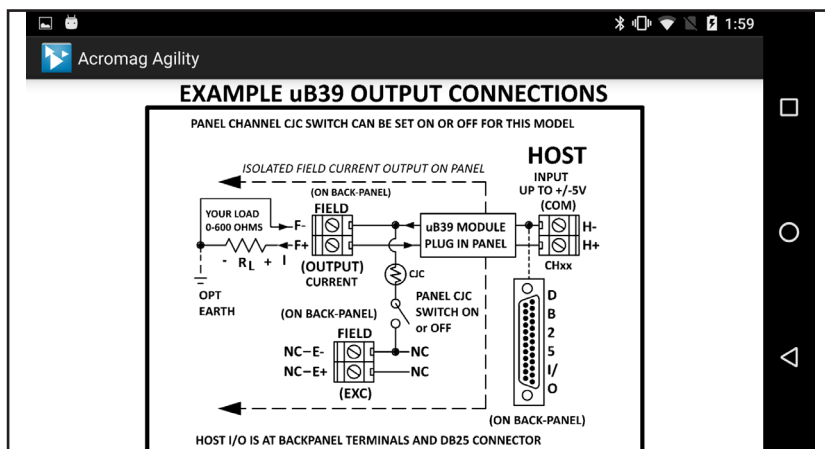 1:59
Acromag Agility
EXAMPLE uB39 OUTPUT CONNECTIONS
PANEL CHANNEL CJC SWITCH CAN BE SET ON OR OFF FOR THIS MODEL
ISOLATED FIELD CURRENT OUTPUT ON PANEL
HOST
INPUT
UP TO +/-5V
(COM)
(ON BACK-PANEL)
FIELD
YOUR LOAD
0-600 OHMS
F-
F+
- RL + I
(OUTPUT)
CURRENT
uB39 MODULE
PLUG IN PANEL
H-
H+
CHxx
CJC
OPT
EARTH
PANEL CJC
SWITCH ON
or OFF
(ON BACK-PANEL)
FIELD
NC-E-
NC
NC-E+
NC
(EXC)
D
B
2
5
I/
O
(ON BACK-PANEL)
HOST I/O IS AT BACKPANEL TERMINALS AND DB25 CONNECTOR